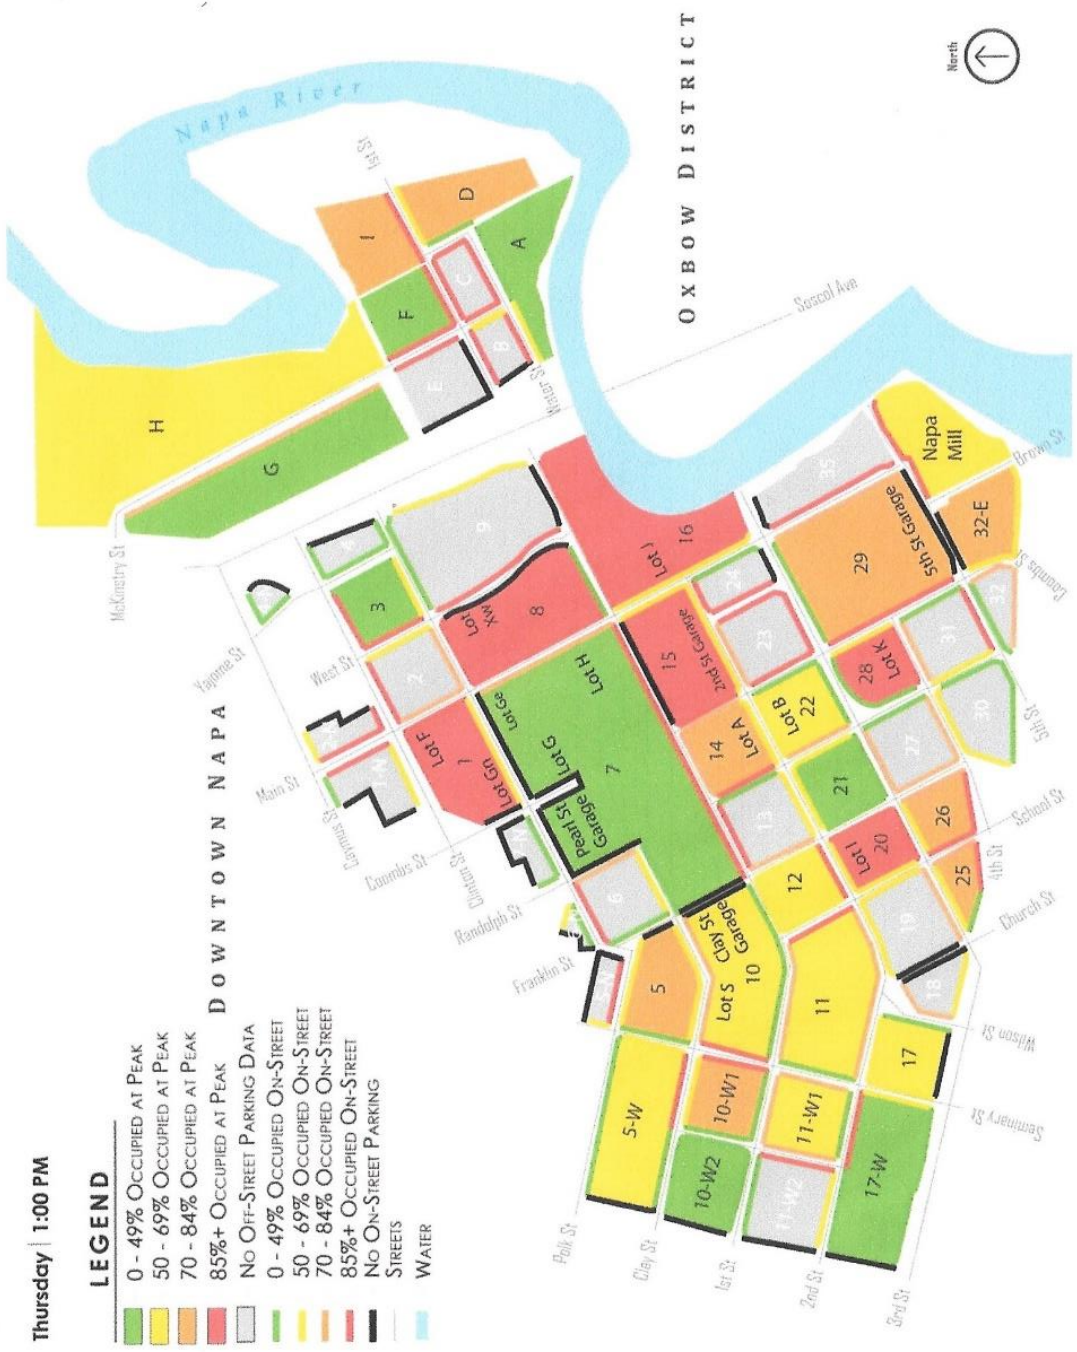 Thursday | 1:00 PM
LEGEND
0 - 49% OCCUPIED AT PEAK
50 - 69% OCCUPIED AT PEAK
70 - 84% OCCUPIED AT PEAK
85%+ OCCUPIED AT PEAK
NO OFF-STREET PARKING DATA
0 - 49% OCCUPIED ON-STREET
50 - 69% OCCUPIED ON-STREET
70 - 84% OCCUPIED ON-STREET
85%+ OCCUPIED ON-STREET
NO ON-STREET PARKING
STREETS
WATER
DOWNTOWN NAPA
OXBOW DISTRICT
Napa River
North
McKinstry St
Yajome St
West St
Main St
Caymus St
Coombs St
Clinton St
Randolph St
Franklin St
Polk St
Clay St
1st St
2nd St
3rd St
Seminary St
Wilson St
Church St
4th St
School St
5th St
Coombs St
Brown St
Soscol Ave
Water St
1st St
H
G
I
D
F
C
A
E
B
9
3
2
Lot
XW
8
Lot J
16
Lot F
Lot Gn
Lot Ge
Lot G
Lot H
7
Pearl St
Garage
6
5
5-W
Clay St
Garage
Lot S
10
10-W1
10-W2
11
11-W1
11-W2
12
13
14
Lot A
15
2nd St Garage
17
17-W
18
19
Lot I
20
21
Lot B
22
23
24
25
26
27
28
Lot K
29
5th St Garage
30
31
32
32-E
35
Napa
Mill